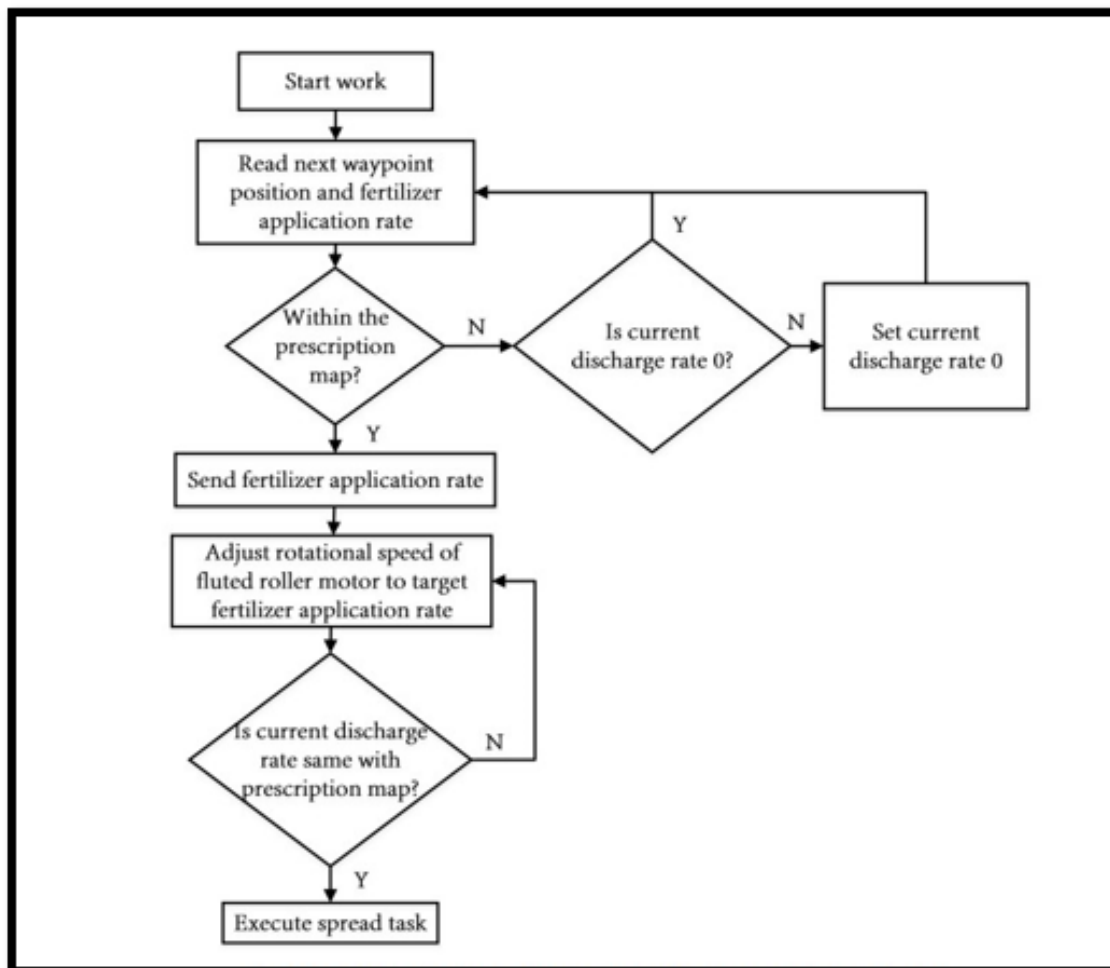 Start work
Read next waypoint
position and fertilizer
application rate
Within the
prescription
map?
N
Is current
discharge rate 0?
Y
N
Set current
discharge rate 0
Y
Send fertilizer application rate
Adjust rotational speed of
fluted roller motor to target
fertilizer application rate
Is current discharge
rate same with
prescription map?
N
Y
Execute spread task